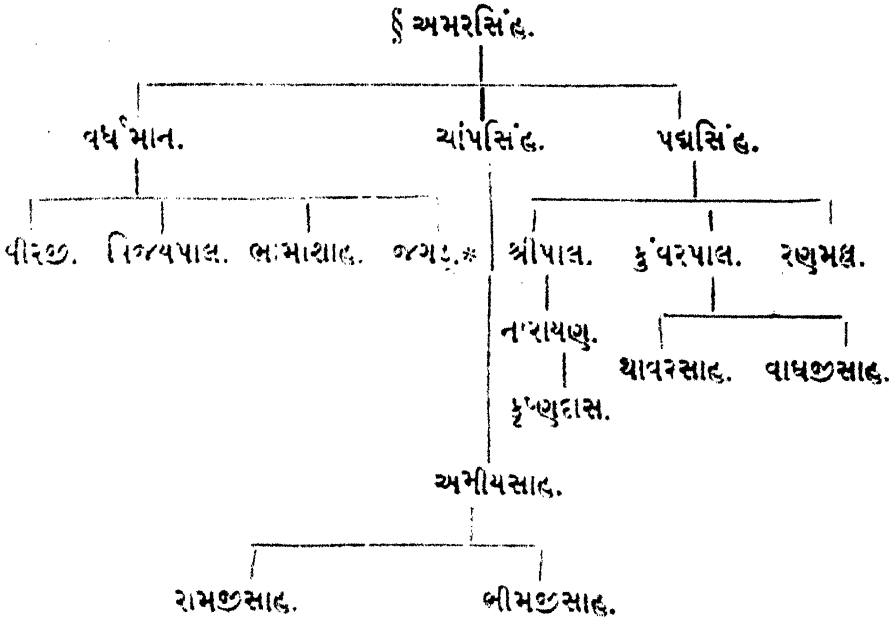 § અમરસિંહ.
વર્ધમાન. ચાંપસિંહ. પદ્મસિંહ.
વીરજી. વિજયપાલ. ભામાશાહ. જગડૂ.* શ્રીપાલ. કુંવરપાલ. રણમલ્લ.
નારાયણ.
થાવરસાહ. વાઘજીસાહ.
કૃષ્ણદાસ.
અમીયસાહ.
રામજીસાહ. ભીમજીસાહ.